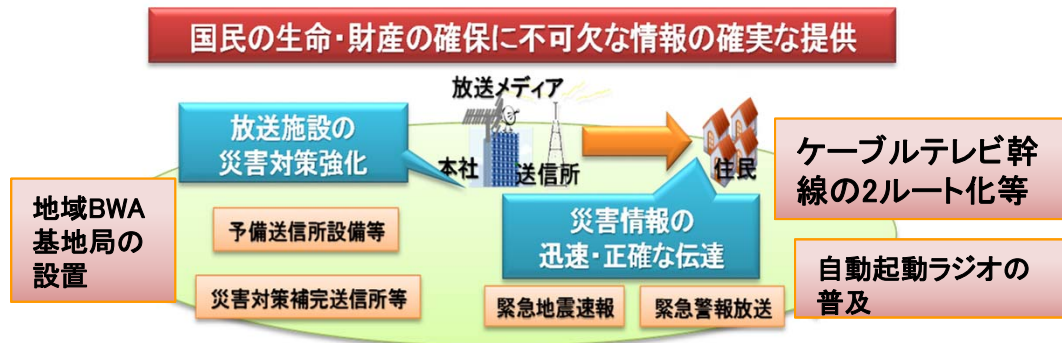 国民の生命・財産の確保に不可欠な情報の確実な提供
放送メディア
放送施設の
災害対策強化
本社
送信所
住民
ケーブルテレビ幹
線の2ルート化等
地域BWA
基地局の
設置
予備送信所設備等
災害情報の
迅速・正確な伝達
自動起動ラジオの
普及
災害対策補完送信所等
緊急地震速報
緊急警報放送